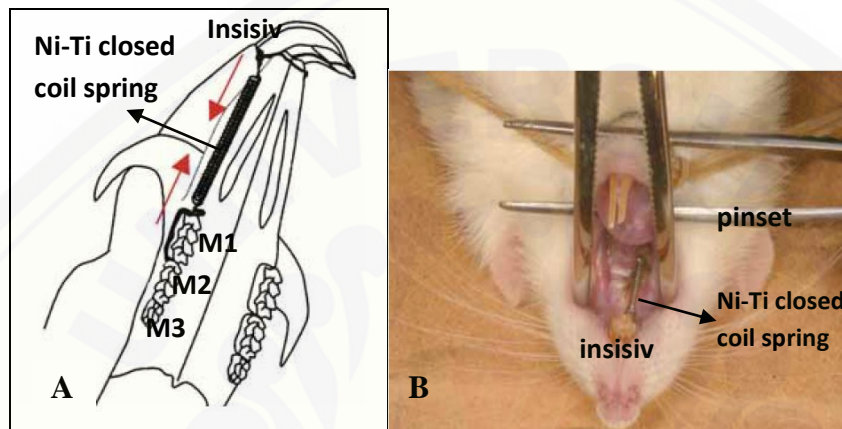 Insisiv
Ni-Ti closed
coil spring
M1
M2
M3
A
pinset
Ni-Ti closed
coil spring
insisiv
B